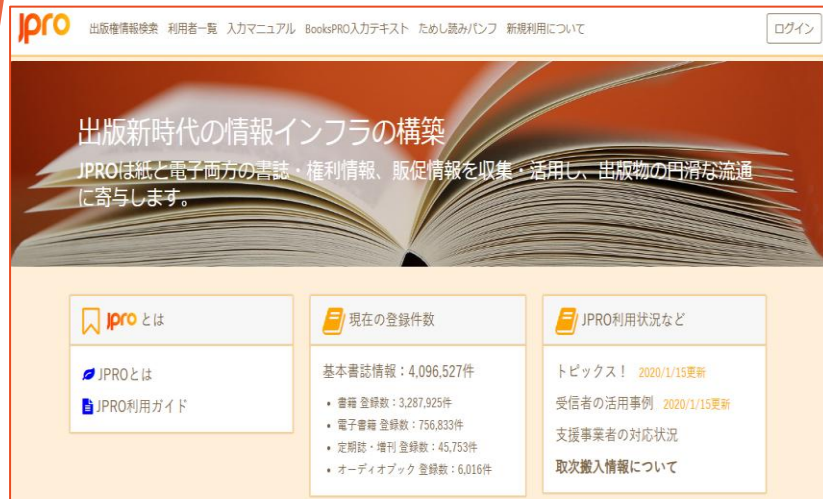 Jpro 出版権情報検索 利用者一覧 入力マニュアル BooksPRO入力テキスト ためし読みパンフ 新規利用について ログイン
出版新時代の情報インフラの構築
JPROは紙と電子両方の書誌・権利情報、販促情報を収集・活用し、出版物の円滑な流通
に寄与します。
Jpro とは
JPROとは
JPRO利用ガイド
現在の登録件数
基本書誌情報：4,096,527件
• 書籍 登録数：3,287,925件
• 電子書籍 登録数：756,833件
• 定期誌・増刊 登録数：45,753件
• オーディオブック 登録数：6,016件
JPRO利用状況など
トピックス！ 2020/1/15更新
受信者の活用事例 2020/1/15更新
支援事業者の対応状況
取次搬入情報について